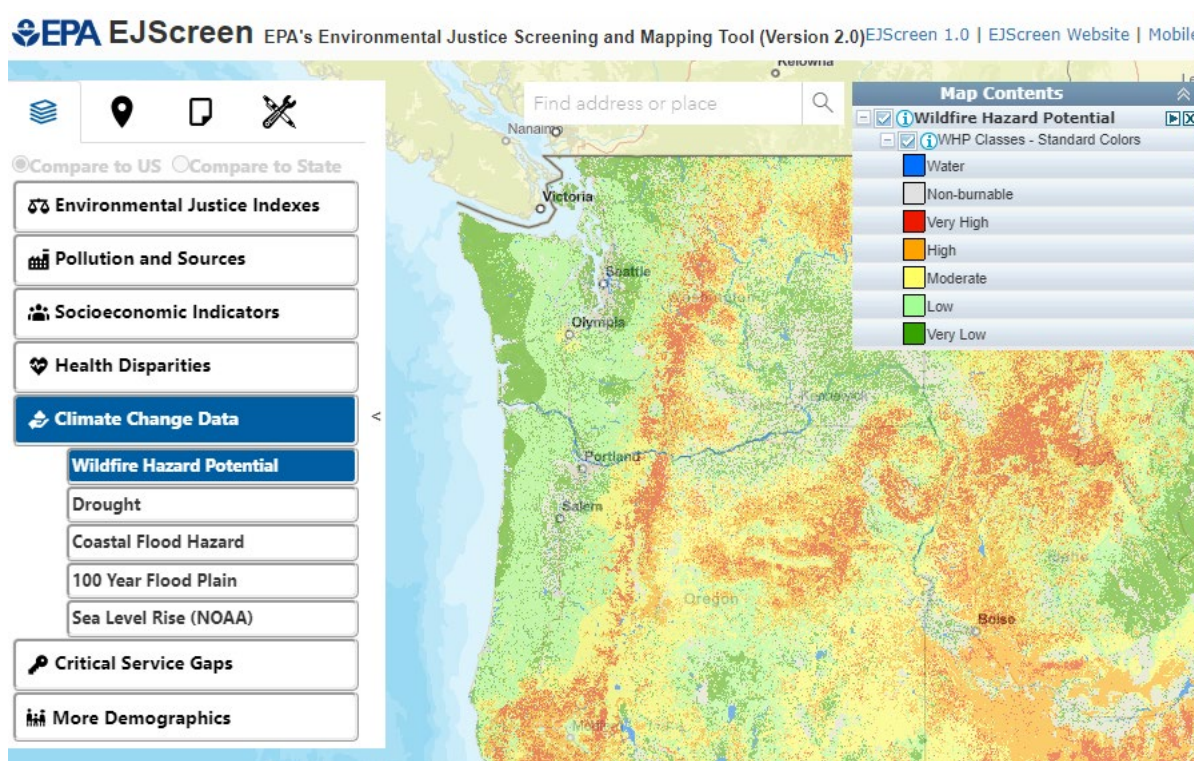 EPA EJScreen EPA's Environmental Justice Screening and Mapping Tool (Version 2.0) EJScreen 1.0 | EJScreen Website | Mobile
Kelowna
Find address or place
Map Contents
Wildfire Hazard Potential
WHP Classes - Standard Colors
Water
Non-burnable
Very High
High
Moderate
Low
Very Low
Compare to US Compare to State
Environmental Justice Indexes
Pollution and Sources
Socioeconomic Indicators
Health Disparities
Climate Change Data
<
Wildfire Hazard Potential
Drought
Coastal Flood Hazard
100 Year Flood Plain
Sea Level Rise (NOAA)
Critical Service Gaps
More Demographics
Nanaimo
Victoria
Seattle
Washington
Olympia
Kennewick
Portland
Salem
Oregon
Idaho
Boise